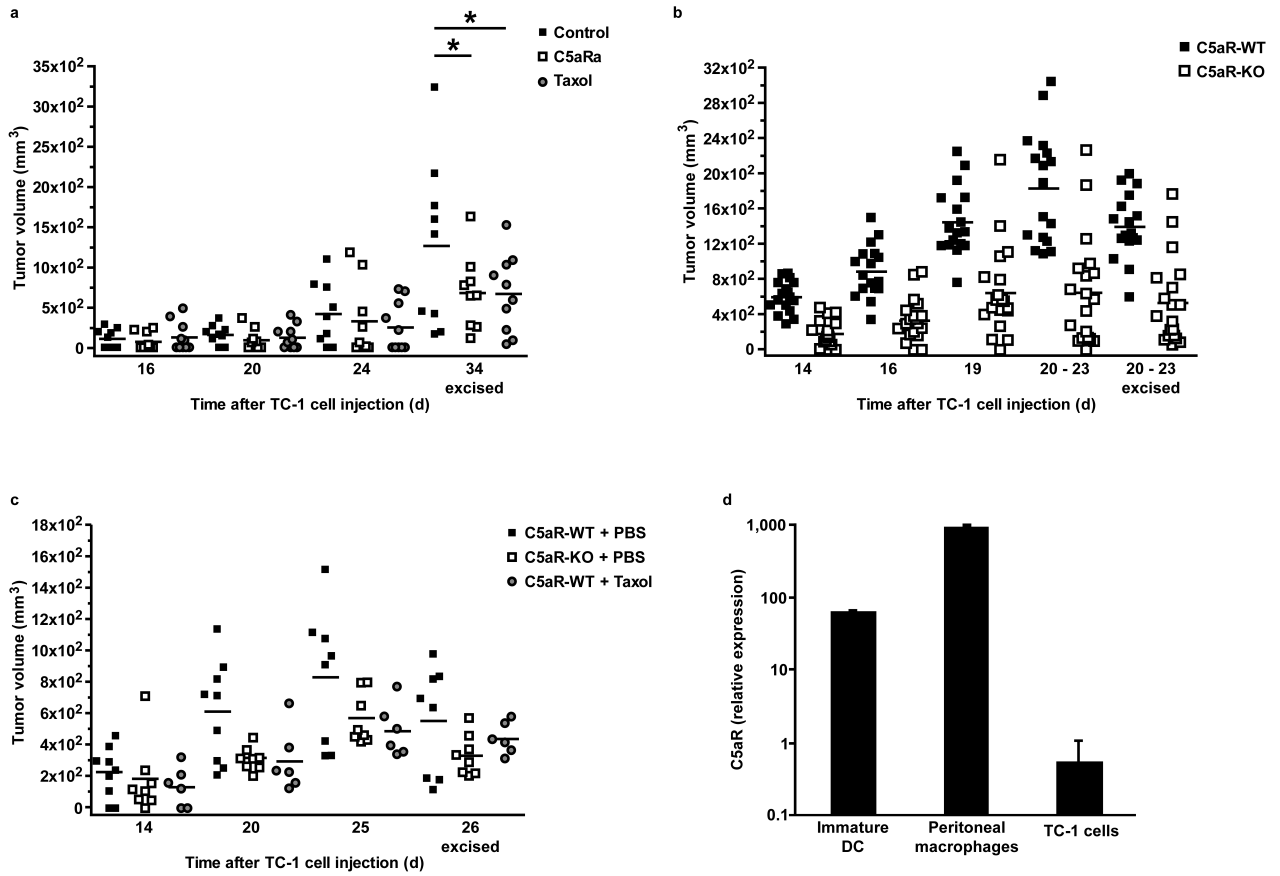 a
*
*
Control
C5aRa
Taxol
35x10²
30x10²
25x10²
20x10²
15x10²
10x10²
5x10²
0
Tumor volume (mm³)
16
20
24
34
excised
Time after TC-1 cell injection (d)
b
C5aR-WT
C5aR-KO
32x10²
28x10²
24x10²
20x10²
16x10²
12x10²
8x10²
4x10²
0
Tumor volume (mm³)
14
16
19
20 - 23
20 - 23
excised
Time after TC-1 cell injection (d)
c
C5aR-WT + PBS
C5aR-KO + PBS
C5aR-WT + Taxol
18x10²
16x10²
14x10²
12x10²
10x10²
8x10²
6x10²
4x10²
2x10²
0
Tumor volume (mm³)
14
20
25
26
excised
Time after TC-1 cell injection (d)
d
1,000
100
10
1
0.1
C5aR (relative expression)
Immature
DC
Peritoneal
macrophages
TC-1 cells